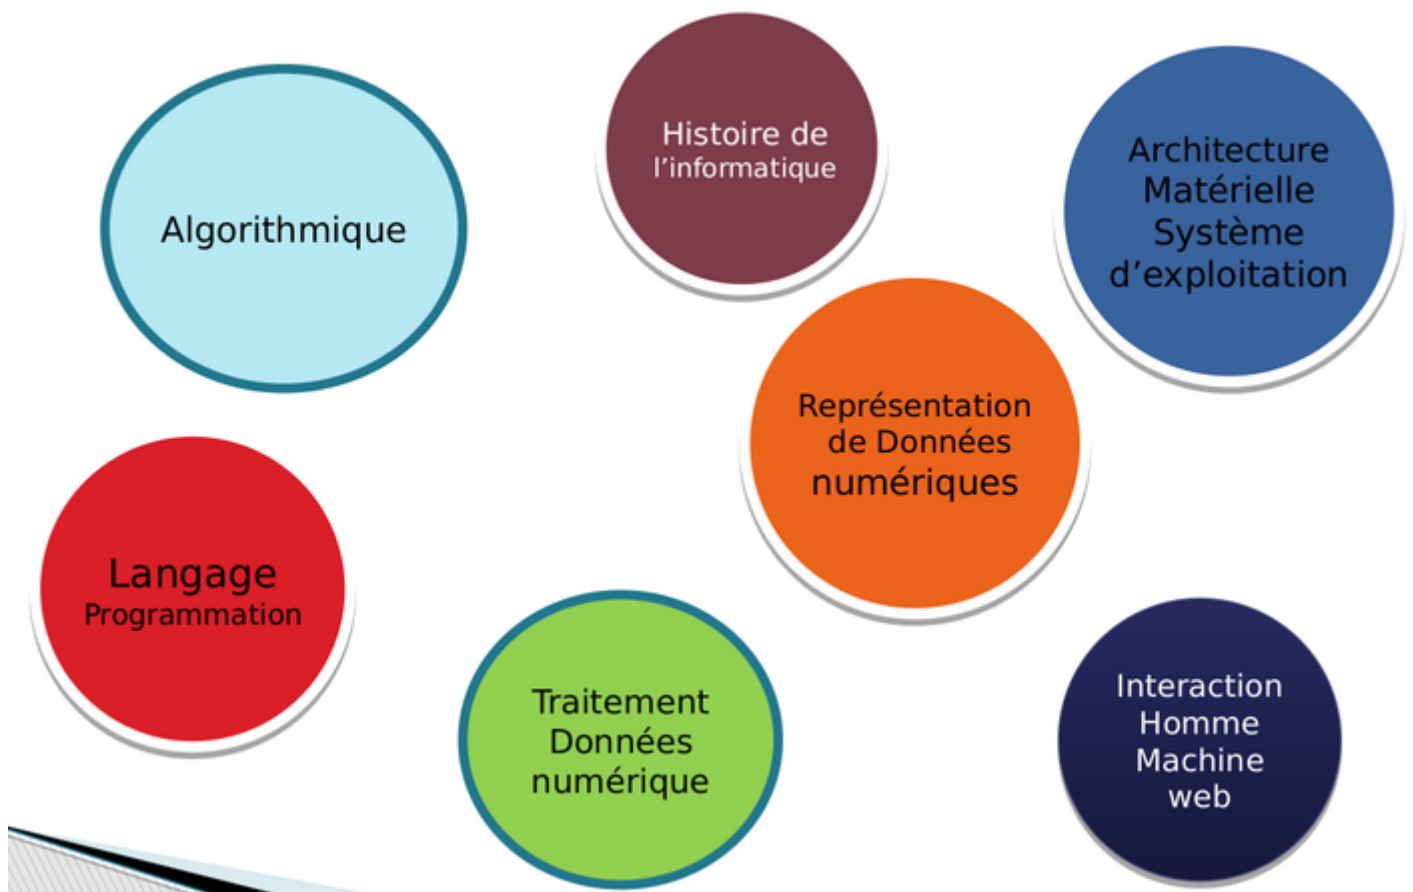 Histoire de
l’informatique
Architecture
Matérielle
Système
d’exploitation
Algorithmique
Représentation
de Données
numériques
Langage
Programmation
Traitement
Données
numérique
Interaction
Homme
Machine
web